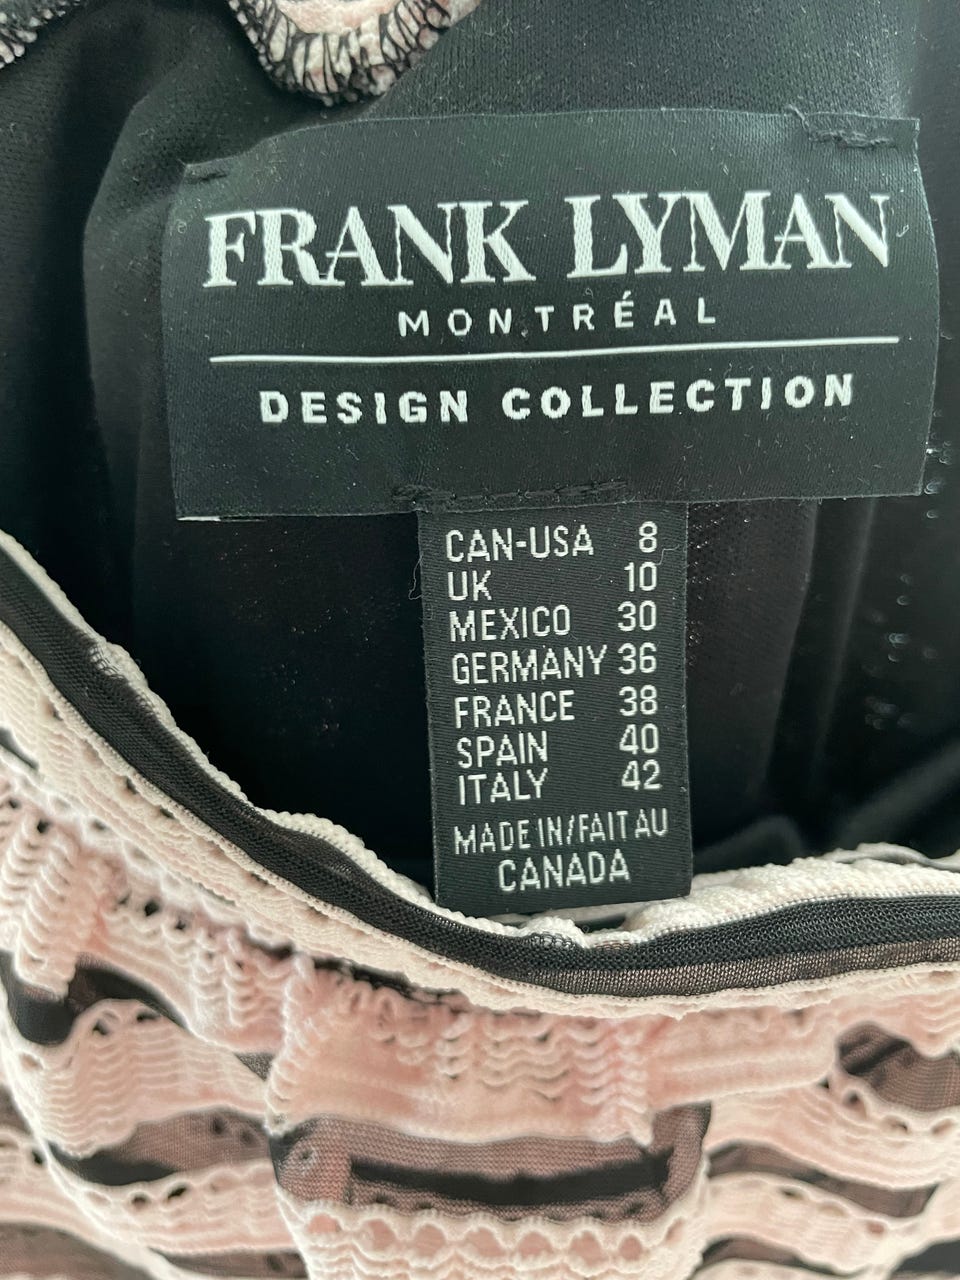 FRANK LYMAN
MONTRÉAL
DESIGN COLLECTION
CAN-USA 8
UK 10
MEXICO 30
GERMANY 36
FRANCE 38
SPAIN 40
ITALY 42
MADE IN/FAIT AU
CANADA